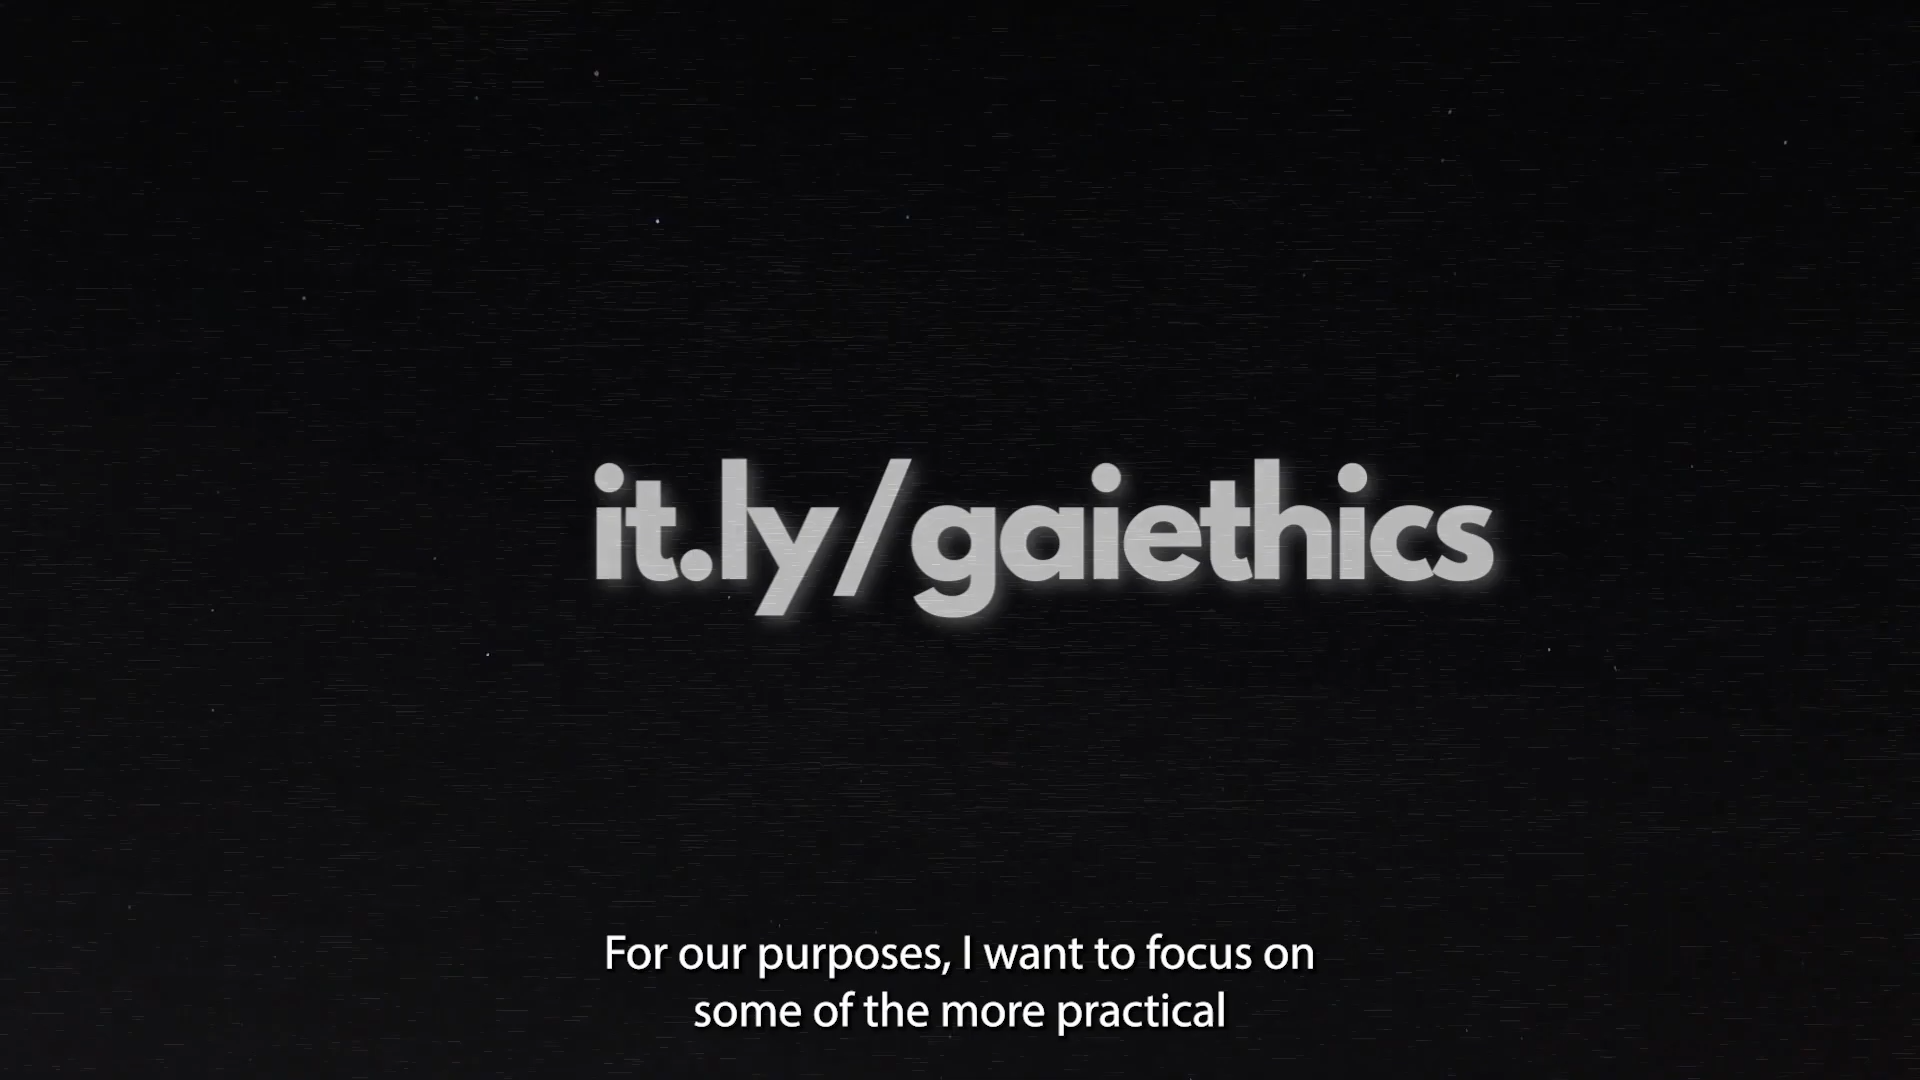 it.ly/gaiethics
For our purposes, I want to focus on
some of the more practical